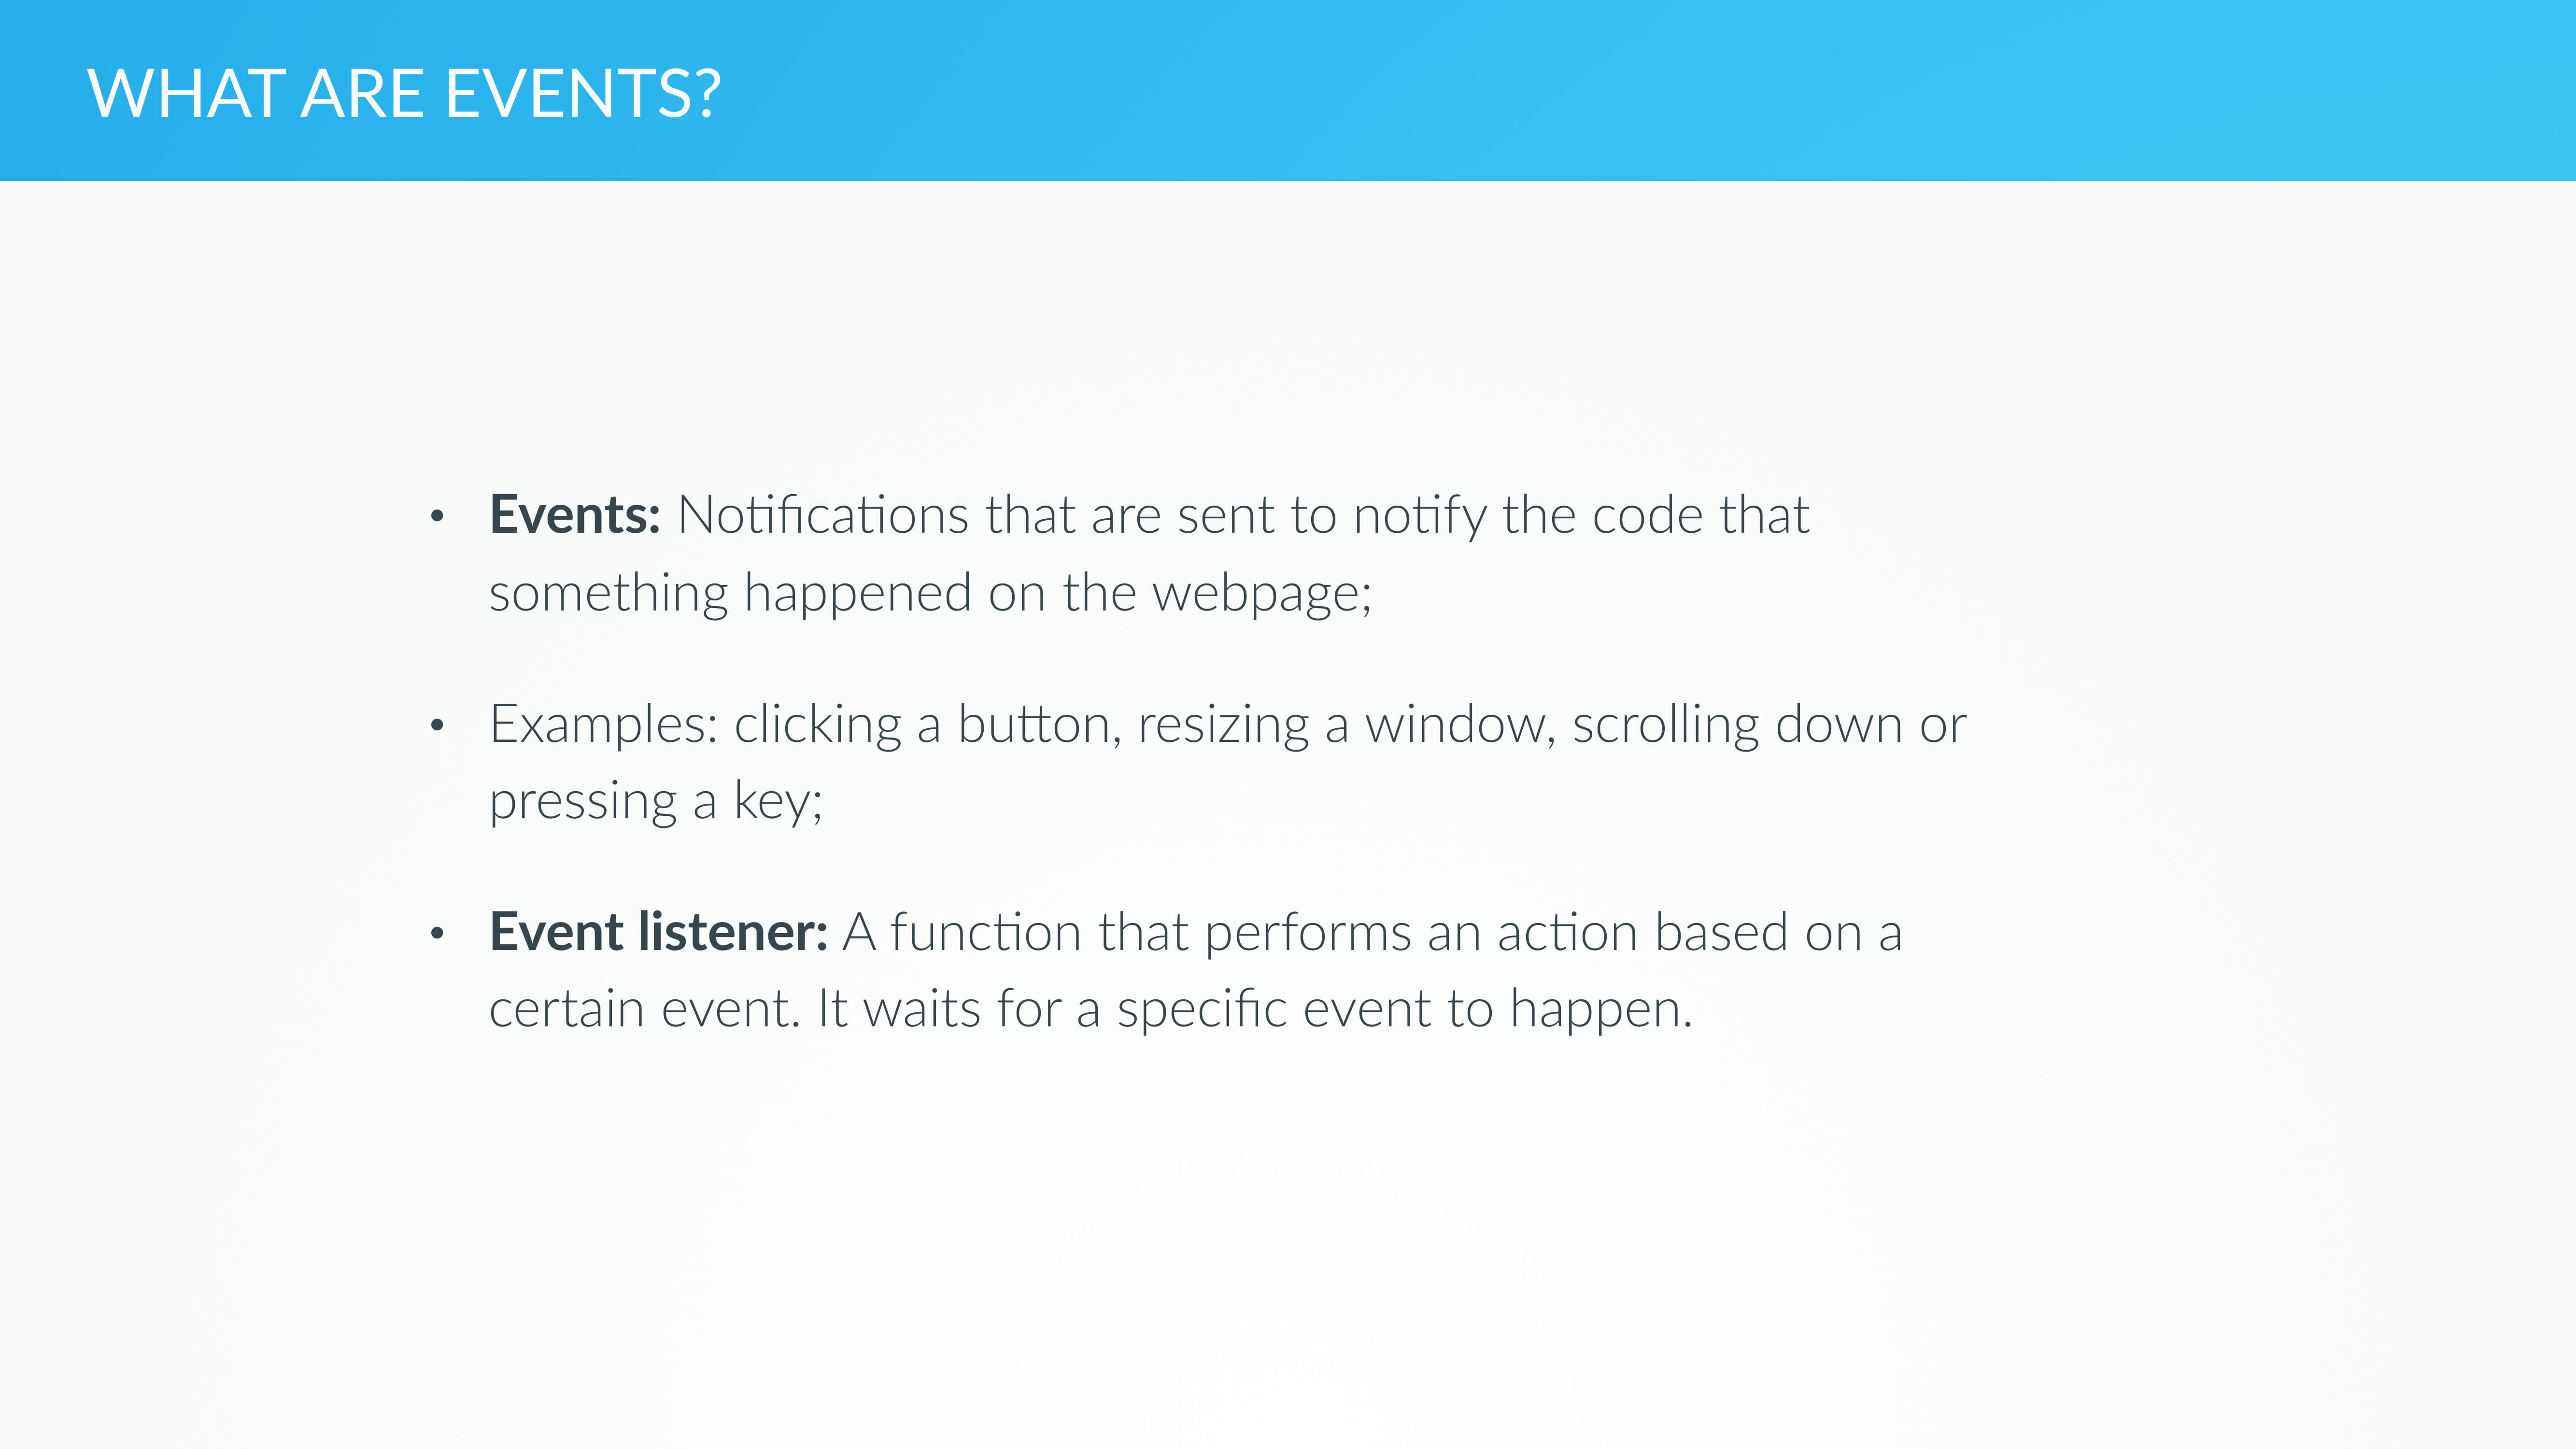 WHAT ARE EVENTS?
• Events: Notifications that are sent to notify the code that
something happened on the webpage;
• Examples: clicking a button, resizing a window, scrolling down or
pressing a key;
• Event listener: A function that performs an action based on a
certain event. It waits for a specific event to happen.